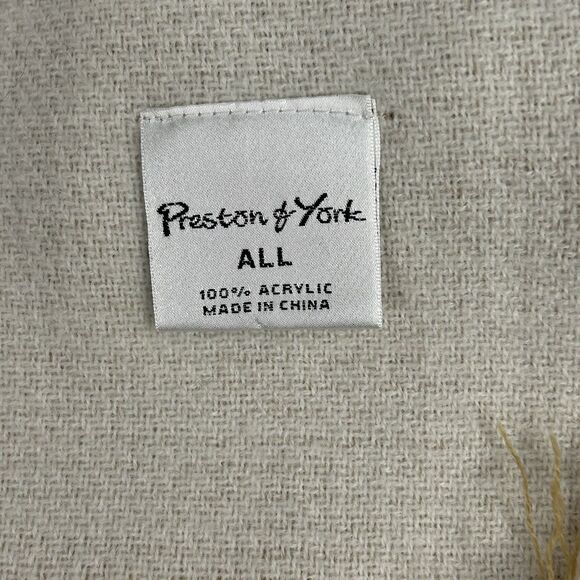 Preston & York
ALL
100% ACRYLIC
MADE IN CHINA